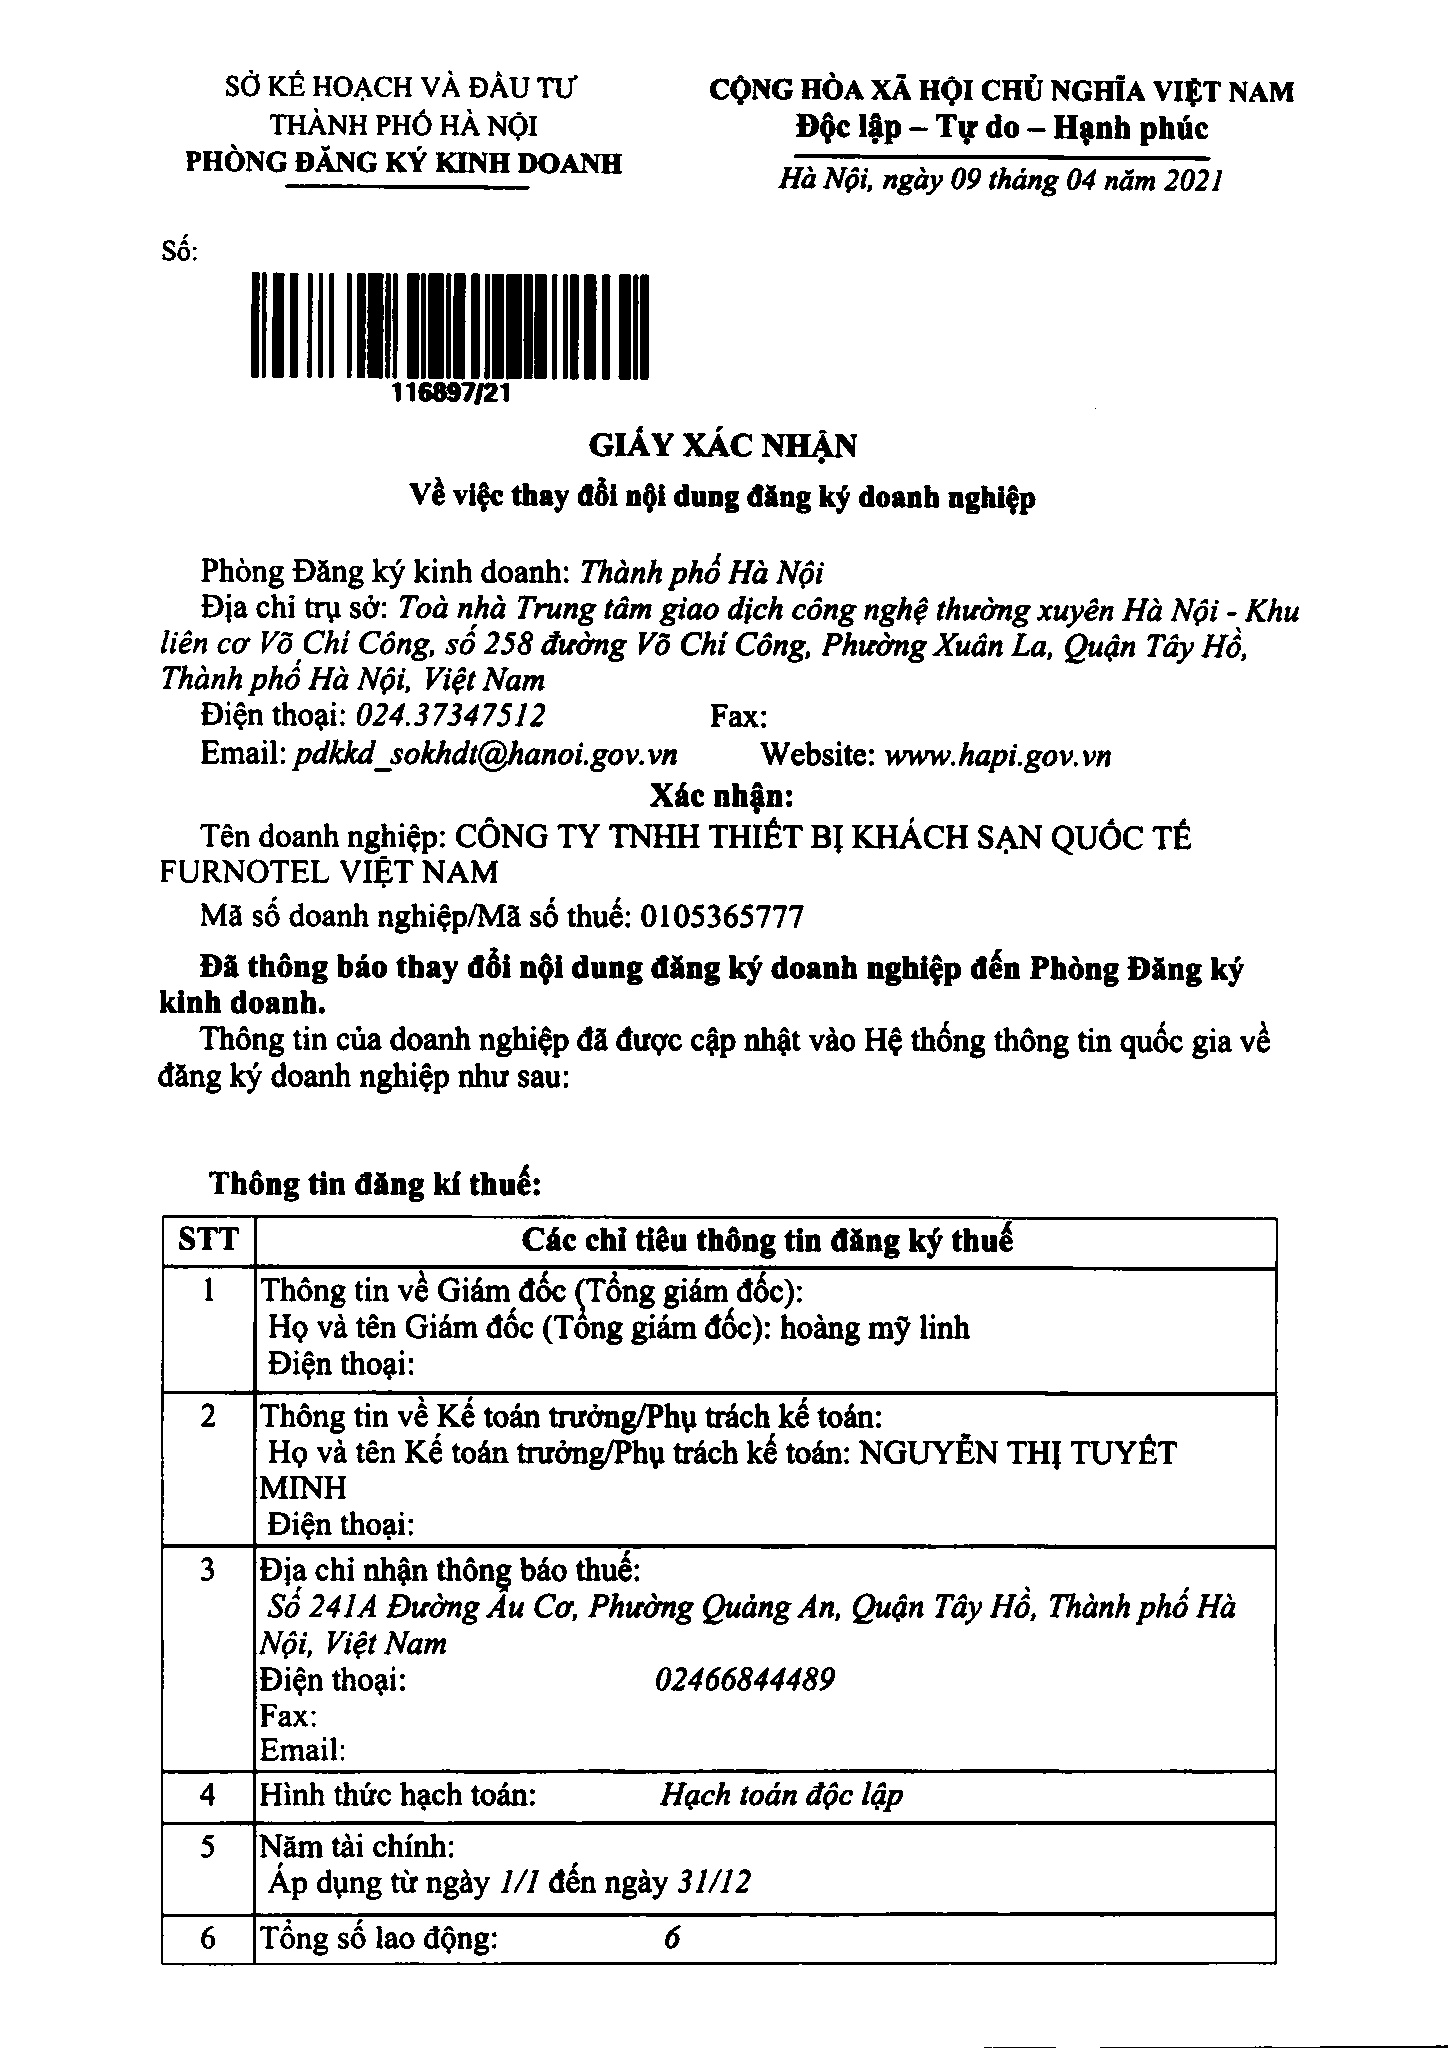 SỞ KẾ HOẠCH VÀ ĐẦU TƯ
THÀNH PHỐ HÀ NỘI
PHÒNG ĐĂNG KÝ KINH DOANH
CỘNG HÒA XÃ HỘI CHỦ NGHĨA VIỆT NAM
Độc lập – Tự do – Hạnh phúc
Hà Nội, ngày 09 tháng 04 năm 2021
Số:
116897/21
GIẤY XÁC NHẬN
Về việc thay đổi nội dung đăng ký doanh nghiệp
Phòng Đăng ký kinh doanh: Thành phố Hà Nội
Địa chỉ trụ sở: Toà nhà Trung tâm giao dịch công nghệ thường xuyên Hà Nội - Khu
liên cơ Võ Chí Công, số 258 đường Võ Chí Công, Phường Xuân La, Quận Tây Hồ,
Thành phố Hà Nội, Việt Nam
Điện thoại: 024.37347512 Fax:
Email: pdkkd_sokhdt@hanoi.gov.vn Website: www.hapi.gov.vn
Xác nhận:
Tên doanh nghiệp: CÔNG TY TNHH THIẾT BỊ KHÁCH SẠN QUỐC TẾ
FURNOTEL VIỆT NAM
Mã số doanh nghiệp/Mã số thuế: 0105365777
Đã thông báo thay đổi nội dung đăng ký doanh nghiệp đến Phòng Đăng ký
kinh doanh.
Thông tin của doanh nghiệp đã được cập nhật vào Hệ thống thông tin quốc gia về
đăng ký doanh nghiệp như sau:
Thông tin đăng kí thuế:
STT Các chỉ tiêu thông tin đăng ký thuế
1 Thông tin về Giám đốc (Tổng giám đốc):
Họ và tên Giám đốc (Tổng giám đốc): hoàng mỹ linh
Điện thoại:
2 Thông tin về Kế toán trưởng/Phụ trách kế toán:
Họ và tên Kế toán trưởng/Phụ trách kế toán: NGUYỄN THỊ TUYẾT
MINH
Điện thoại:
3 Địa chỉ nhận thông báo thuế:
Số 241A Đường Âu Cơ, Phường Quảng An, Quận Tây Hồ, Thành phố Hà
Nội, Việt Nam
Điện thoại: 02466844489
Fax:
Email:
4 Hình thức hạch toán: Hạch toán độc lập
5 Năm tài chính:
Áp dụng từ ngày 1/1 đến ngày 31/12
6 Tổng số lao động: 6